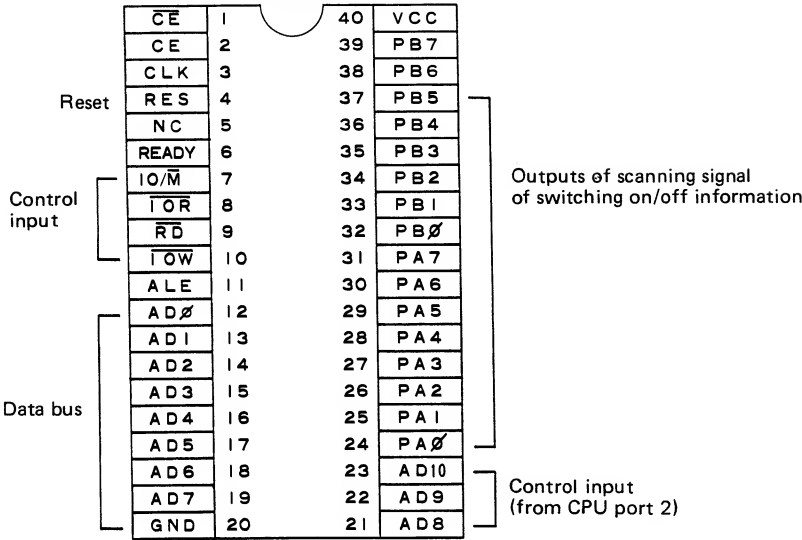 C̅E̅ 1 40 VCC
CE 2 39 PB7
CLK 3 38 PB6
Reset RES 4 37 PB5
NC 5 36 PB4
READY 6 35 PB3
IO/M̅ 7 34 PB2
Control
input
I̅O̅R̅ 8 33 PB1
R̅D̅ 9 32 PBØ
I̅O̅W̅ 10 31 PA7
Outputs of scanning signal
of switching on/off information
ALE 11 30 PA6
ADØ 12 29 PA5
AD1 13 28 PA4
AD2 14 27 PA3
AD3 15 26 PA2
Data bus
AD4 16 25 PA1
AD5 17 24 PAØ
AD6 18 23 AD10
AD7 19 22 AD9
GND 20 21 AD8
Control input
(from CPU port 2)